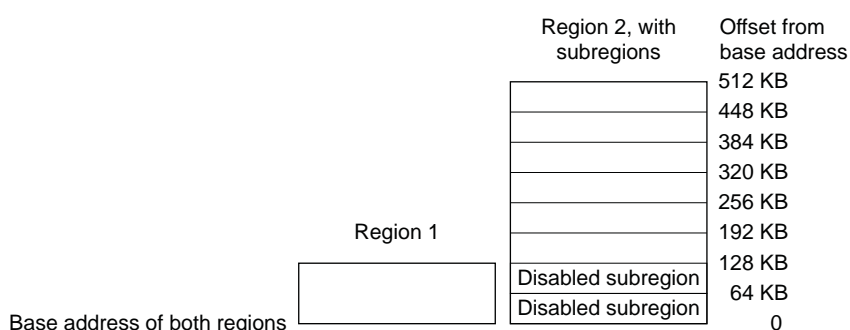 Region 2, with
subregions
Offset from
base address
512 KB
448 KB
384 KB
320 KB
256 KB
Region 1
192 KB
128 KB
Disabled subregion
64 KB
Disabled subregion
Base address of both regions
0